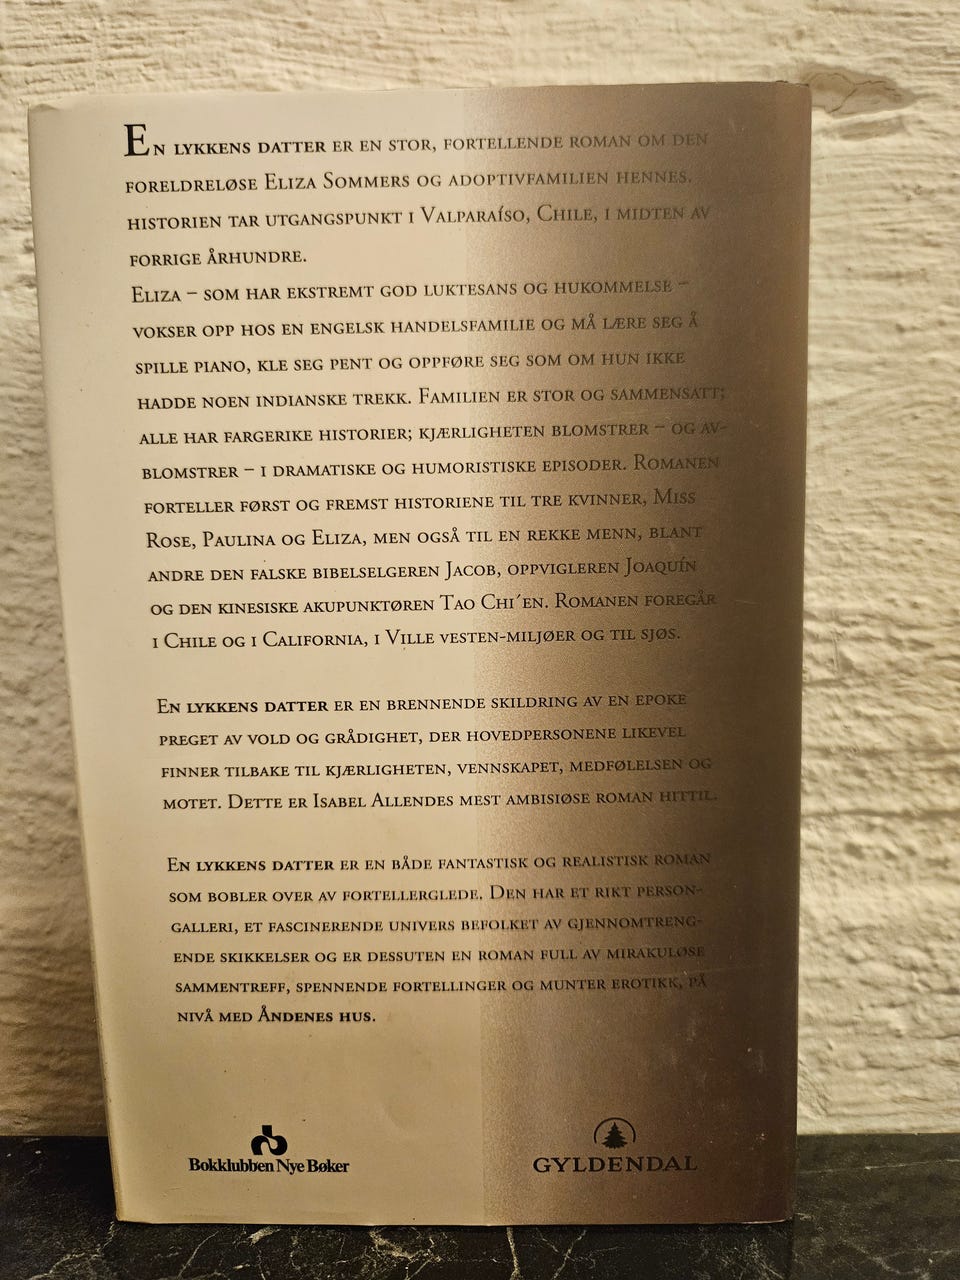 En lykkens datter er en stor, fortellende roman om den
foreldreløse Eliza Sommers og adoptivfamilien hennes.
Historien tar utgangspunkt i Valparaíso, Chile, i midten av
forrige århundre.
Eliza – som har ekstremt god luktesans og hukommelse –
vokser opp hos en engelsk handelsfamilie og må lære seg å
spille piano, kle seg pent og oppføre seg som om hun ikke
hadde noen indianske trekk. Familien er stor og sammensatt;
alle har fargerike historier; kjærligheten blomstrer – og av-
blomstrer – i dramatiske og humoristiske episoder. Romanen
forteller først og fremst historiene til tre kvinner, Miss
Rose, Paulina og Eliza, men også til en rekke menn, blant
andre den falske bibelselgeren Jacob, oppvigleren Joaquín
og den kinesiske akupunktøren Tao Chi´en. Romanen foregår
i Chile og i California, i Ville vesten-miljøer og til sjøs.
En lykkens datter er en brennende skildring av en epoke
preget av vold og grådighet, der hovedpersonene likevel
finner tilbake til kjærligheten, vennskapet, medfølelsen og
motet. Dette er Isabel Allendes mest ambisiøse roman hittil.
En lykkens datter er en både fantastisk og realistisk roman
som bobler over av fortellerglede. Den har et rikt person-
galleri, et fascinerende univers befolket av gjennomtreng-
ende skikkelser og er dessuten en roman full av mirakuløse
sammentreff, spennende fortellinger og munter erotikk, på
nivå med Åndenes hus.
Bokklubben Nye Bøker
GYLDENDAL